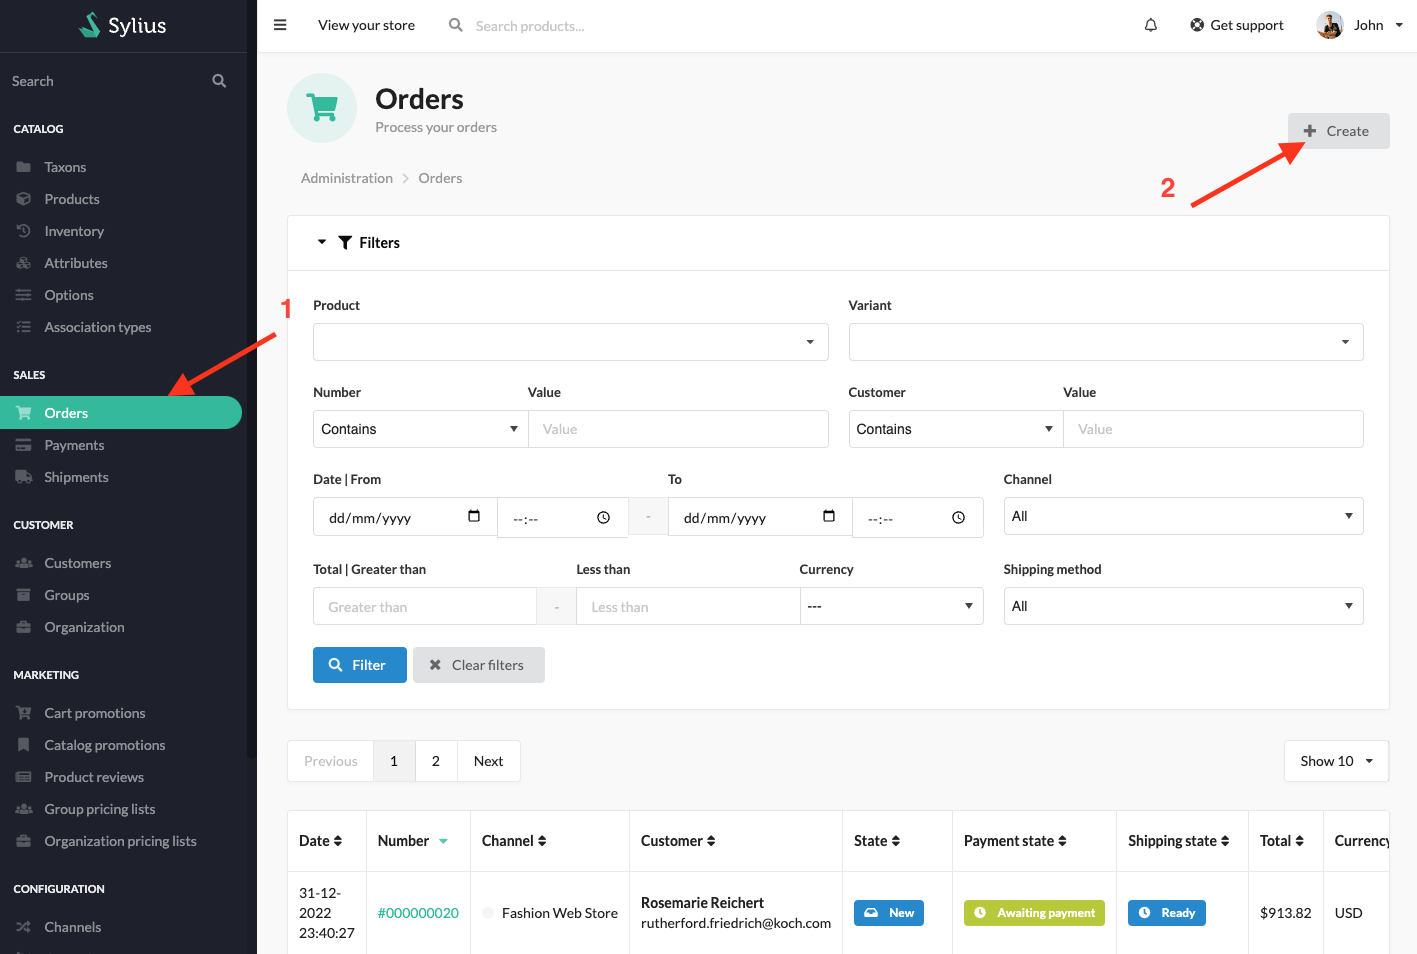 Sylius
View your store
Search products...
Get support
John
Search
CATALOG
Taxons
Products
Inventory
Attributes
Options
Association types
SALES
Orders
Payments
Shipments
CUSTOMER
Customers
Groups
Organization
MARKETING
Cart promotions
Catalog promotions
Product reviews
Group pricing lists
Organization pricing lists
CONFIGURATION
Channels
Orders
Process your orders
Create
2
1
Administration > Orders
Filters
Product Variant
Number Value Customer Value
Contains Value Contains Value
Date | From To Channel
dd/mm/yyyy --:-- - dd/mm/yyyy --:-- All
Total | Greater than Less than Currency Shipping method
Greater than - Less than --- All
Filter Clear filters
Previous 1 2 Next Show 10
Date Number Channel Customer State Payment state Shipping state Total Currency
31-12-
2022
23:40:27
#000000020
Fashion Web Store
Rosemarie Reichert
rutherford.friedrich@koch.com
New
Awaiting payment
Ready
$913.82
USD